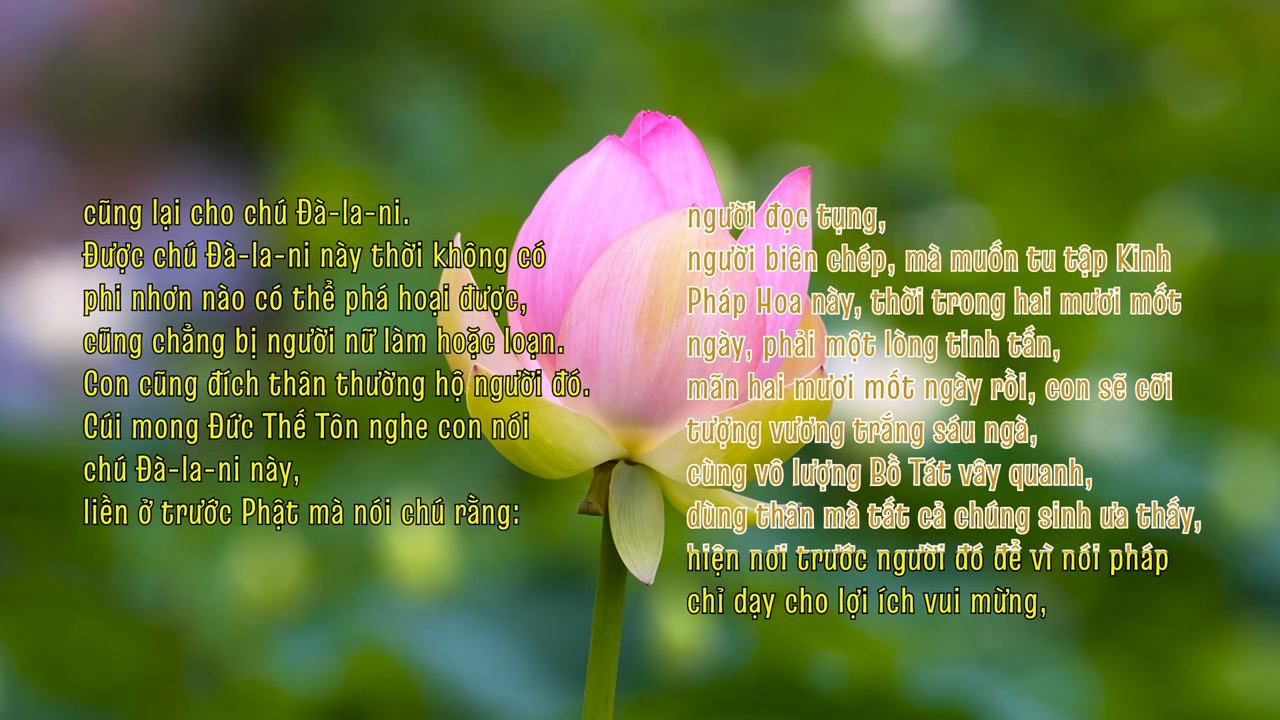 người đọc tụng,
người biên chép, mà muốn tu tập Kinh
Pháp Hoa này, thời trong hai mươi mốt
ngày, phải một lòng tinh tấn,
mãn hai mươi mốt ngày rồi, con sẽ cỡi
tượng vương trắng sáu ngà,
cùng vô lượng Bồ Tát vây quanh,
dùng thân mà tất cả chúng sinh ưa thấy,
hiện nơi trước người đó để vì nói pháp
chỉ dạy cho lợi ích vui mừng,
cũng lại cho chú Đà-la-ni.
Được chú Đà-la-ni này thời không có
phi nhơn nào có thể phá hoại được,
cũng chẳng bị người nữ làm hoặc loạn.
Con cũng đích thân thường hộ người đó.
Cúi mong Đức Thế Tôn nghe con nói
chú Đà-la-ni này,
liền ở trước Phật mà nói chú rằng: